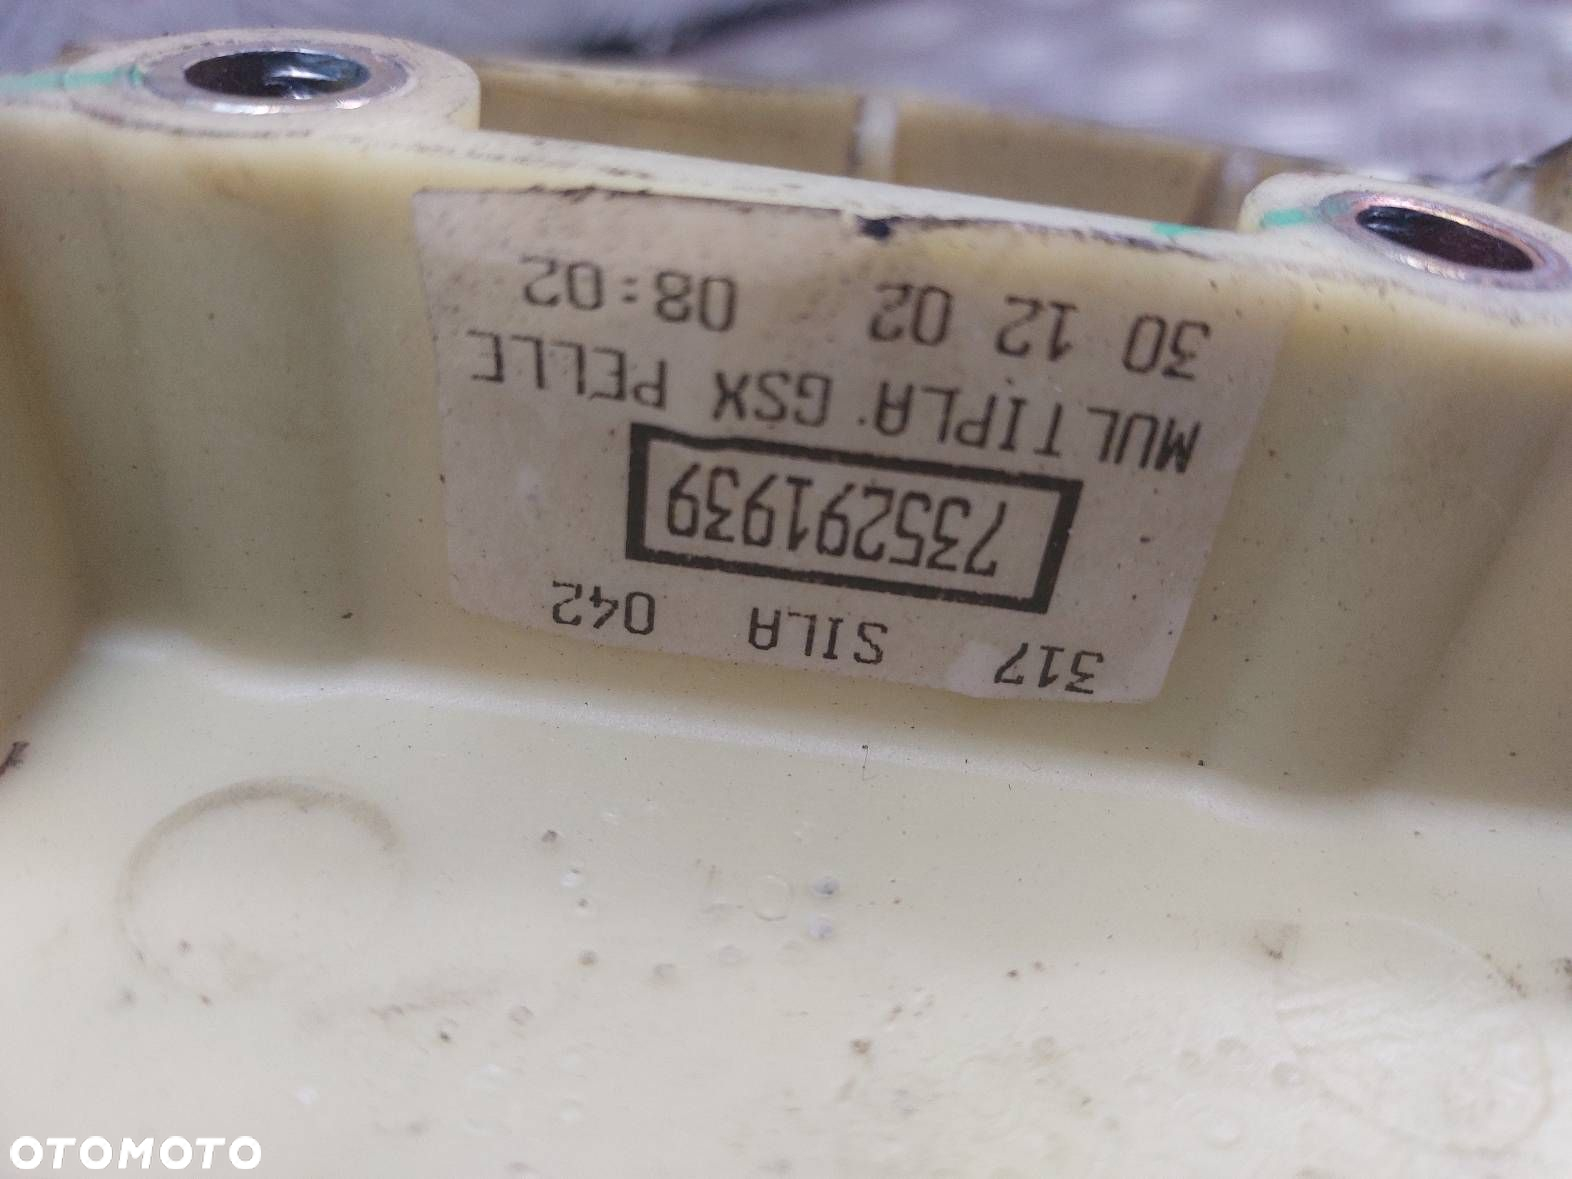 317 SILA 042
735291939
MULTIPLA GSX PELLE
30 12 02 08:02
OTOMOTO